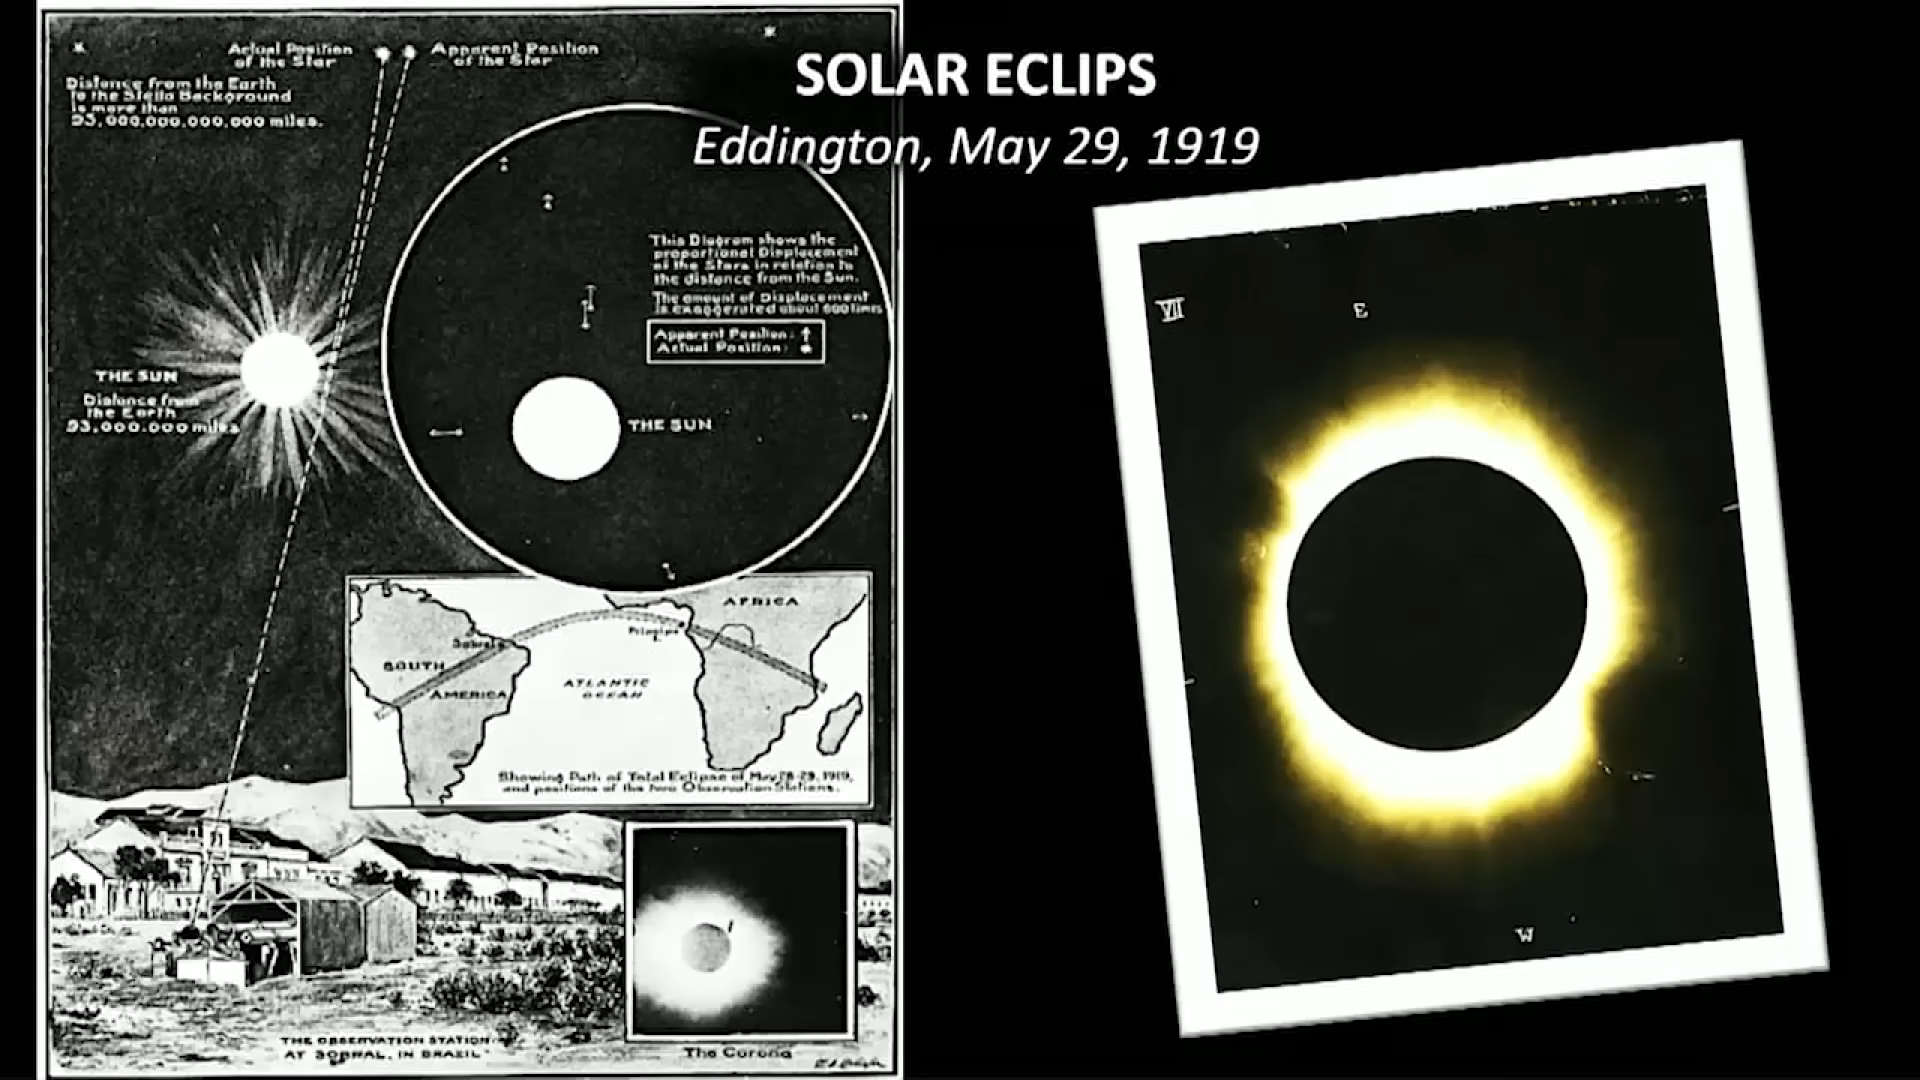 SOLAR ECLIPS
Eddington, May 29, 1919
Actual Position
of the Star
Apparent Position
of the Star
Distance from the Earth
to the Stella Background
is more than
93,000,000,000,000 miles.
This Diagram shows the
proportional Displacement
of the Stars in relation to
the distance from the Sun.
The amount of Displacement
is exaggerated about 600 times
Apparent Position:
Actual Position:
THE SUN
Distance from
the Earth
93,000,000 miles
THE SUN
AFRICA
Principe
Sobral
SOUTH
AMERICA
ATLANTIC
OCEAN
Showing Path of Total Eclipse of May 28-29, 1919,
and positions of the two Observation Stations.
THE OBSERVATION STATION
AT SOBRAL, IN BRAZIL
The Corona
VII
E
W